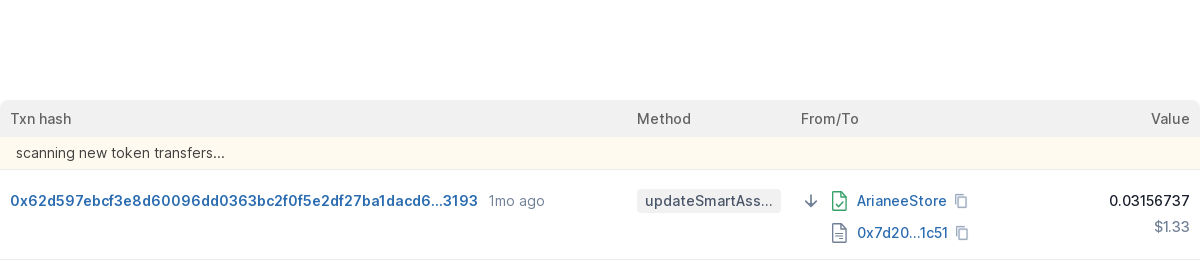 Txn hash Method From/To Value
scanning new token transfers...
0x62d597ebcf3e8d60096dd0363bc2f0f5e2df27ba1dacd6...3193 1mo ago updateSmartAss... ArianeeStore 0.03156737
0x7d20...1c51 $1.33